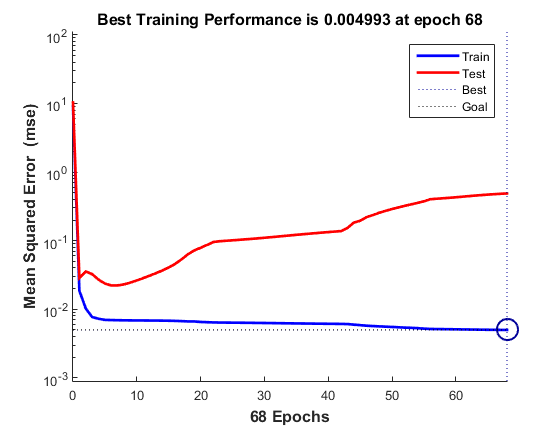 Best Training Performance is 0.004993 at epoch 68
Mean Squared Error (mse)
10^2
10^1
10^0
10^-1
10^-2
10^-3
Train
Test
Best
Goal
0 10 20 30 40 50 60
68 Epochs